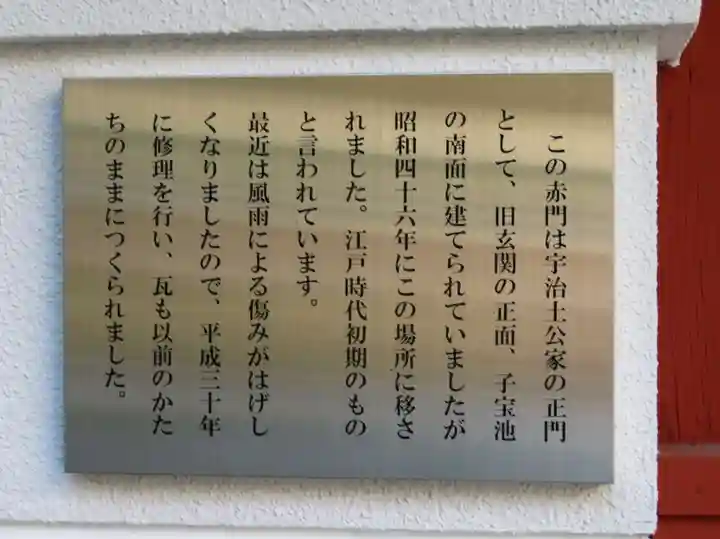 この赤門は宇治土公家の正門
として、旧玄関の正面、子宝池
の南面に建てられていましたが
昭和四十六年にこの場所に移さ
れました。江戸時代初期のもの
と言われています。
最近は風雨による傷みがはげし
くなりましたので、平成三十年
に修理を行い、瓦も以前のかた
ちのままにつくられました。